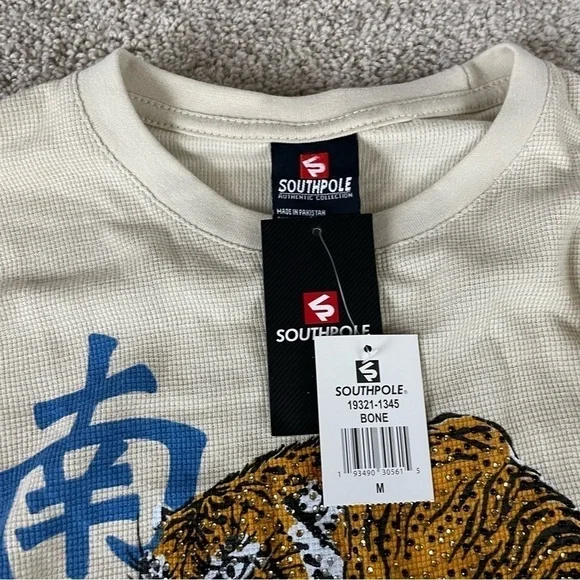 SOUTHPOLE
AUTHENTIC COLLECTION
MADE IN PAKISTAN
SOUTHPOLE
SOUTHPOLE®
19321-1345
BONE
1 93490 30561 5
M
南